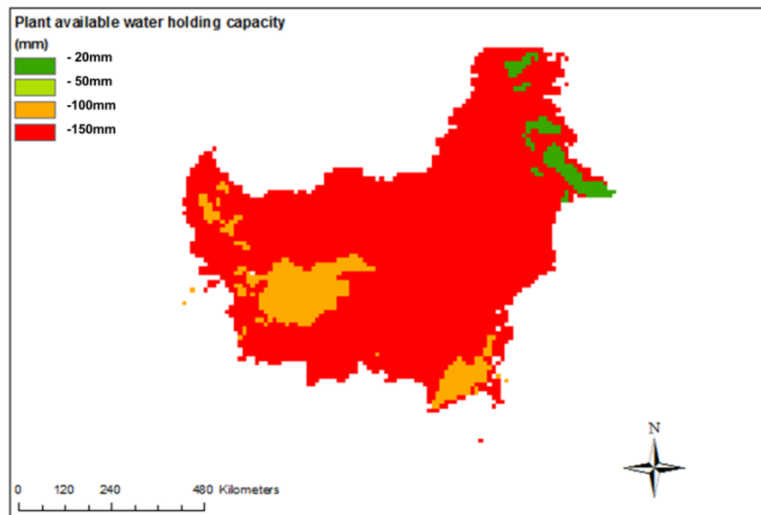 Plant available water holding capacity
(mm)
- 20mm
- 50mm
-100mm
-150mm
N
0 120 240 480 Kilometers